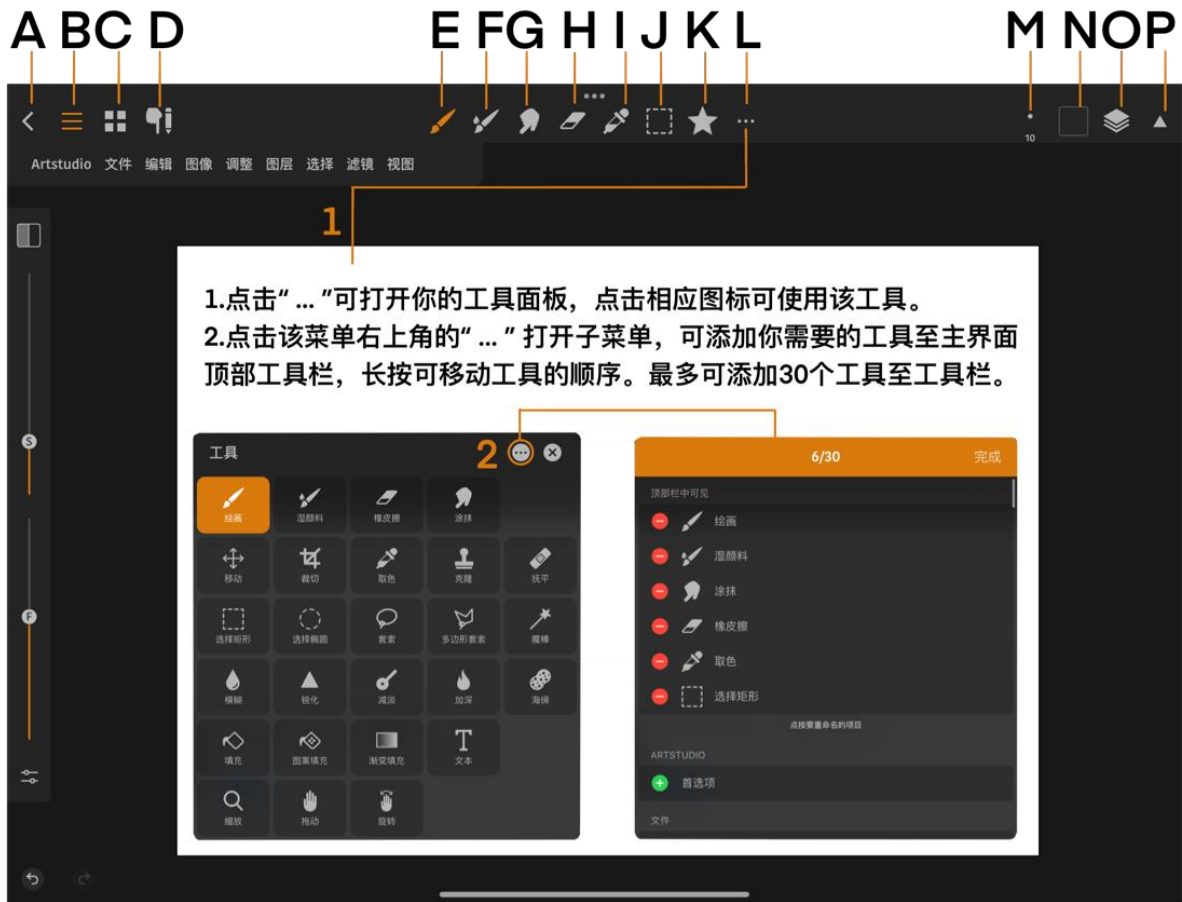 A B C D E F G H I J K L M N O P
10
Artstudio 文件 编辑 图像 调整 图层 选择 滤镜 视图
1
1.点击“ ... ”可打开你的工具面板，点击相应图标可使用该工具。
2.点击该菜单右上角的“ ... ” 打开子菜单，可添加你需要的工具至主界面
顶部工具栏，长按可移动工具的顺序。最多可添加30个工具至工具栏。
S
F
工具 2
绘画 湿颜料 橡皮擦 涂抹
移动 裁切 取色 克隆 抚平
选择矩形 选择椭圆 套索 多边形套索 魔棒
模糊 锐化 减淡 加深 海绵
填充 图案填充 渐变填充 文本
缩放 拖动 旋转
6/30 完成
顶部栏中可见
绘画
湿颜料
涂抹
橡皮擦
取色
选择矩形
点按要重命名的项目
ARTSTUDIO
首选项
文件